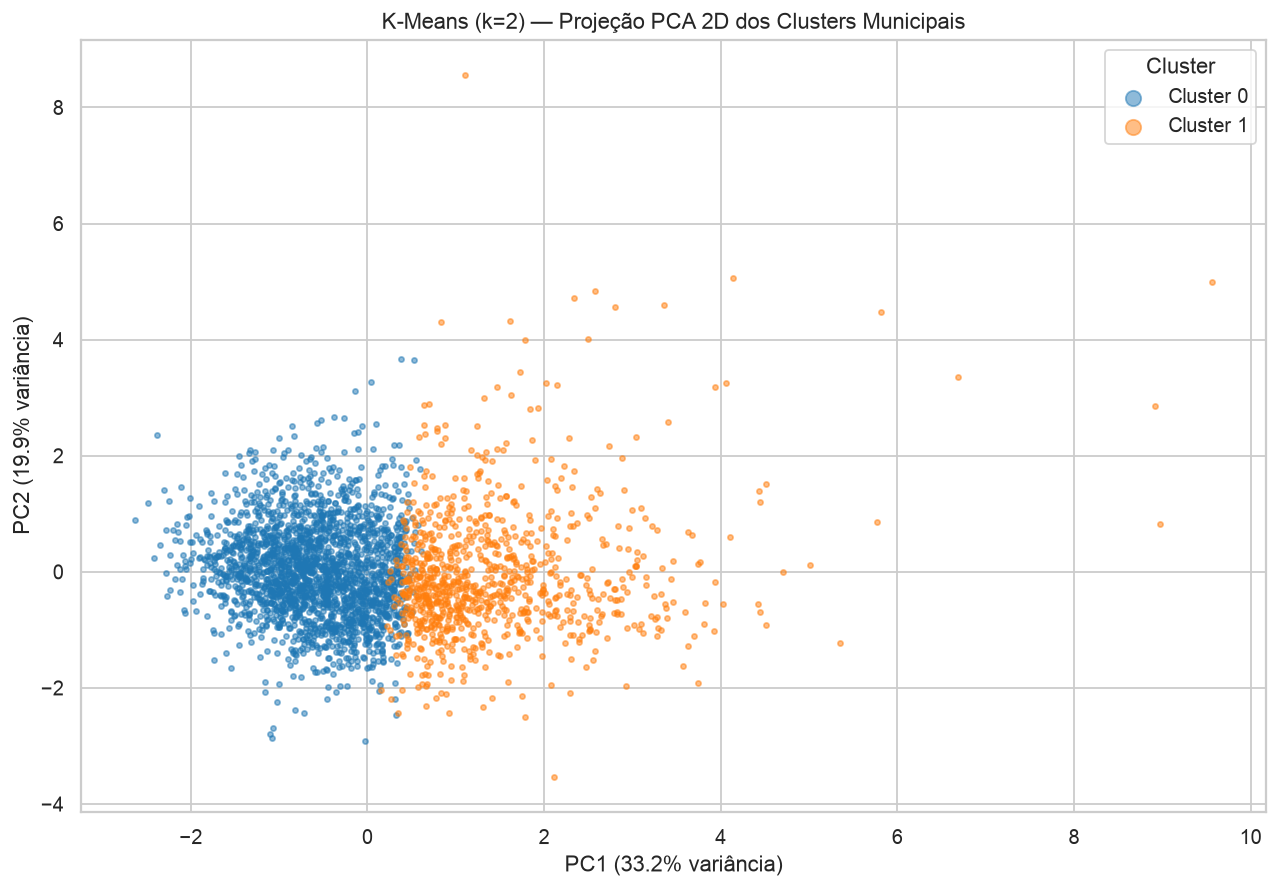 K-Means (k=2) — Projeção PCA 2D dos Clusters Municipais
Cluster
Cluster 0
Cluster 1
8
6
4
2
0
−2
−4
PC2 (19.9% variância)
−2 0 2 4 6 8 10
PC1 (33.2% variância)